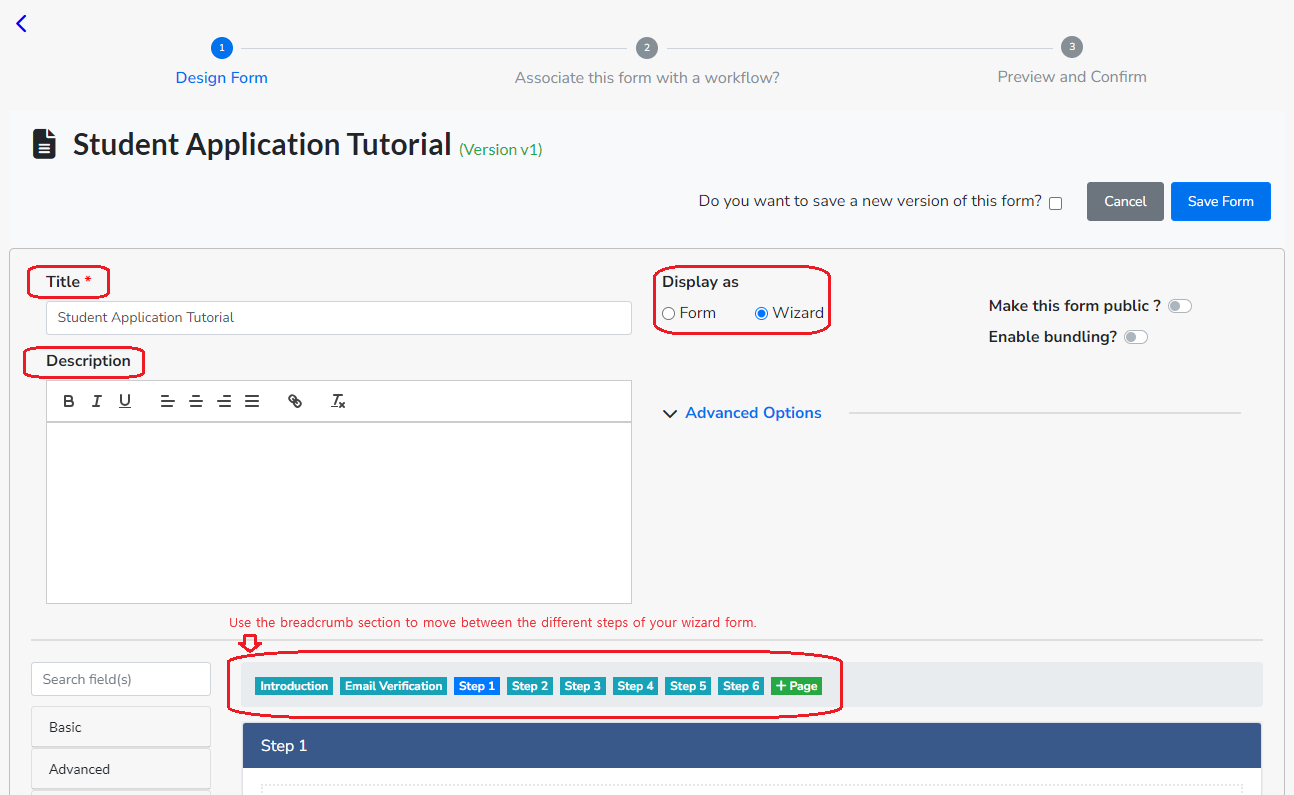 1
2
3
Design Form
Associate this form with a workflow?
Preview and Confirm
Student Application Tutorial (Version v1)
Do you want to save a new version of this form?
Cancel
Save Form
Title *
Student Application Tutorial
Display as
Form
Wizard
Make this form public ?
Enable bundling?
Description
B I U
Advanced Options
Use the breadcrumb section to move between the different steps of your wizard form.
Search field(s)
Introduction Email Verification Step 1 Step 2 Step 3 Step 4 Step 5 Step 6 + Page
Basic
Step 1
Advanced